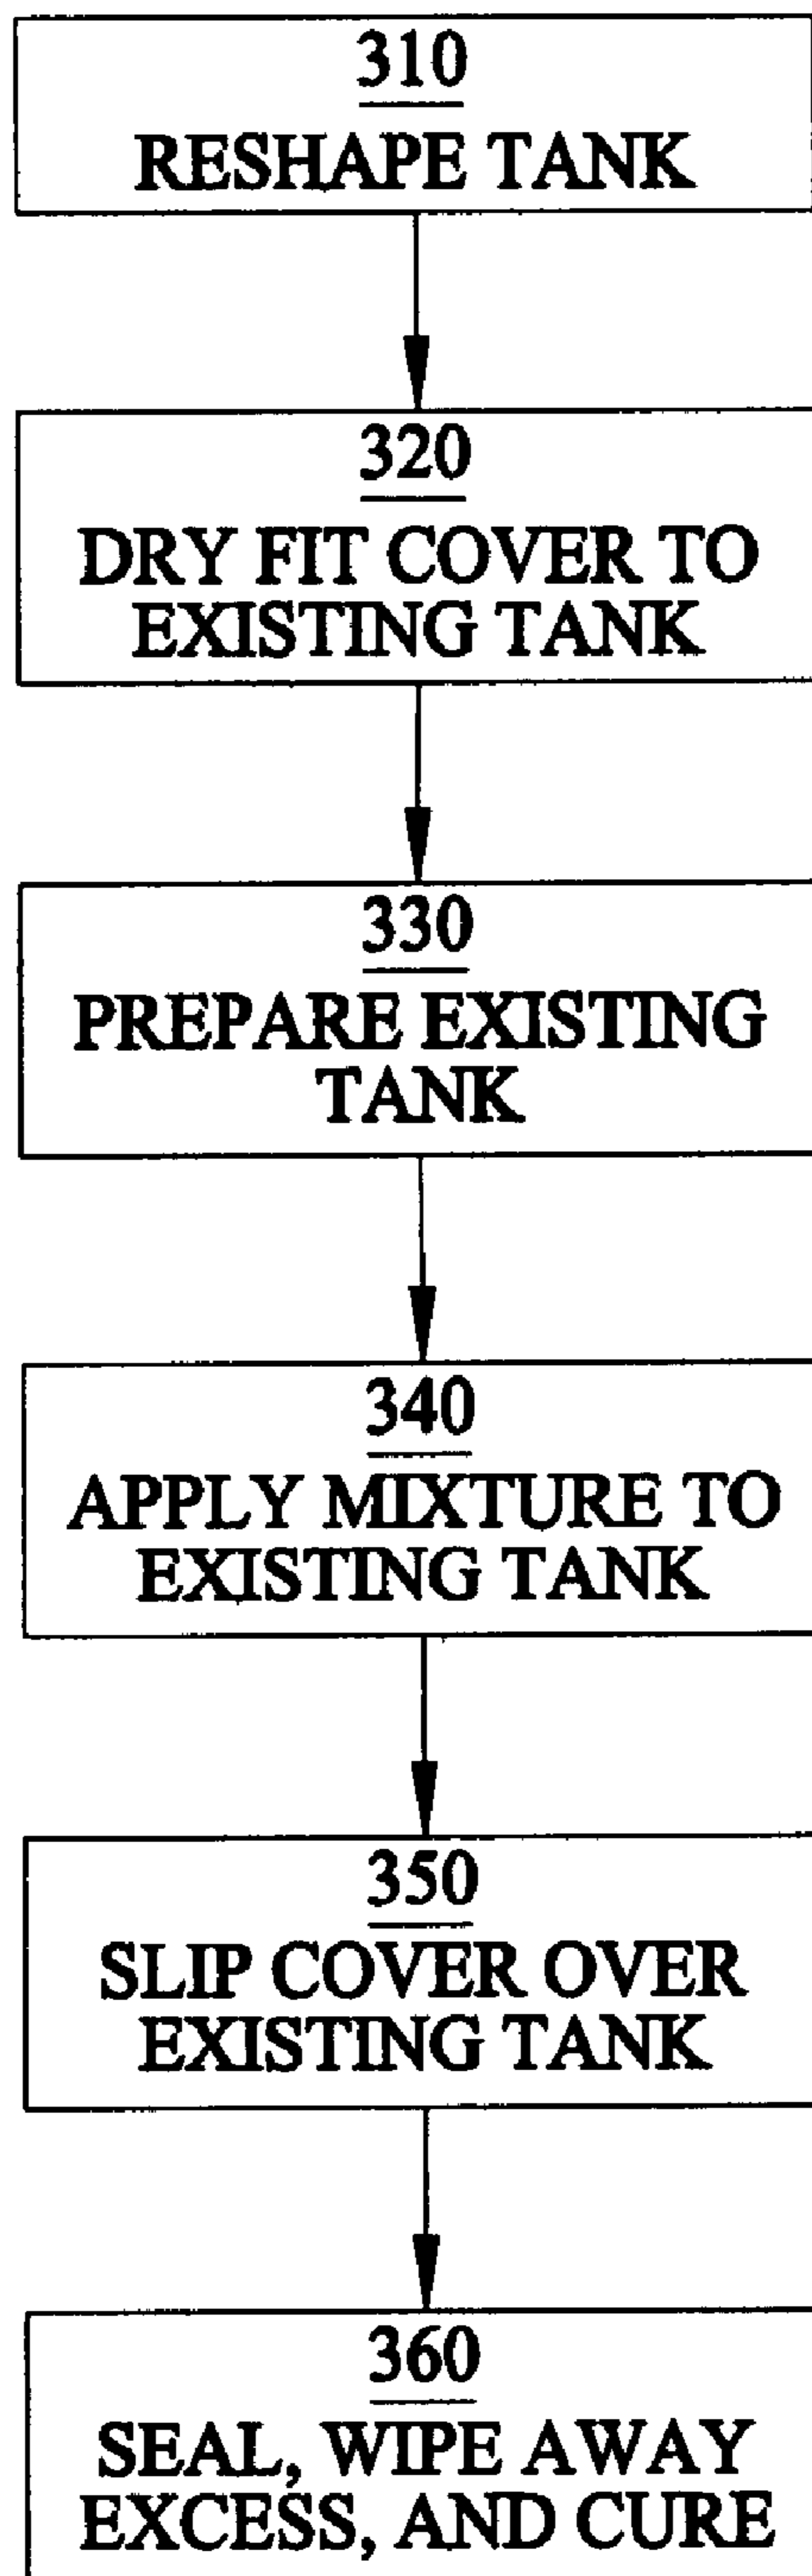 310
RESHAPE TANK
320
DRY FIT COVER TO
EXISTING TANK
330
PREPARE EXISTING
TANK
340
APPLY MIXTURE TO
EXISTING TANK
350
SLIP COVER OVER
EXISTING TANK
360
SEAL, WIPE AWAY
EXCESS, AND CURE